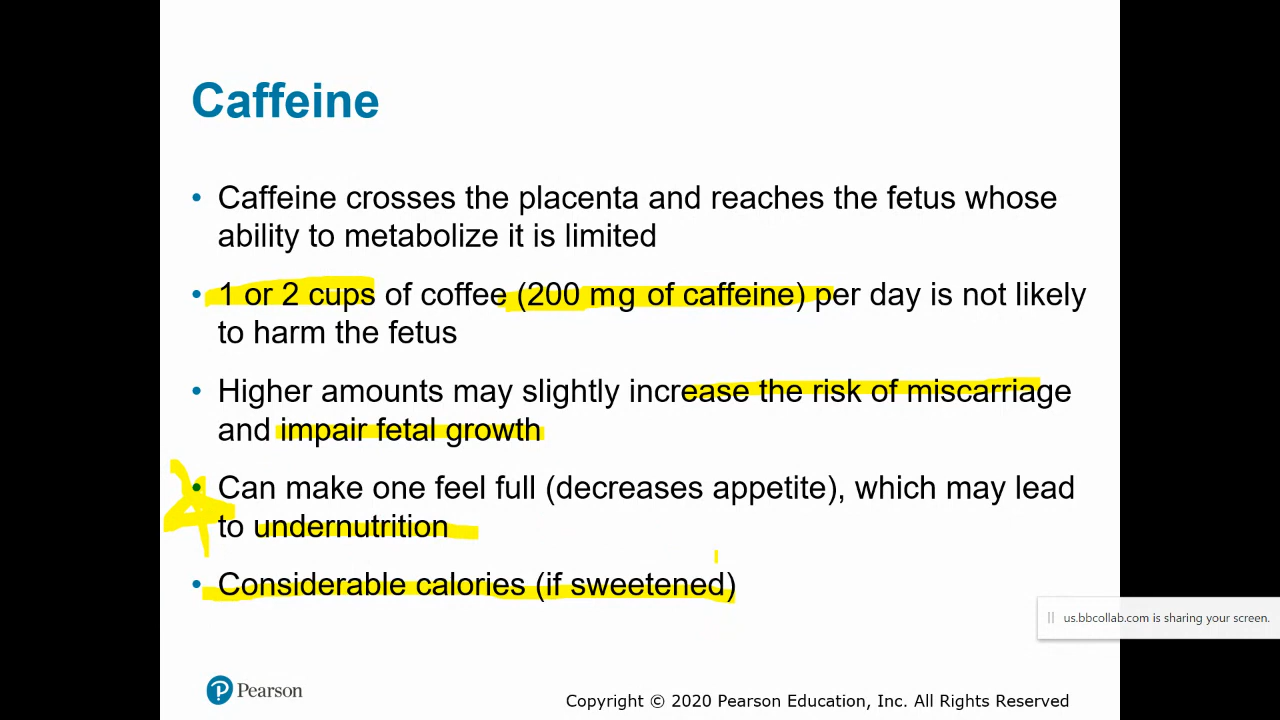 Caffeine
• Caffeine crosses the placenta and reaches the fetus whose
ability to metabolize it is limited
• 1 or 2 cups of coffee (200 mg of caffeine) per day is not likely
to harm the fetus
• Higher amounts may slightly increase the risk of miscarriage
and impair fetal growth
• Can make one feel full (decreases appetite), which may lead
to undernutrition
• Considerable calories (if sweetened)
us.bbcollab.com is sharing your screen.
P Pearson
Copyright © 2020 Pearson Education, Inc. All Rights Reserved